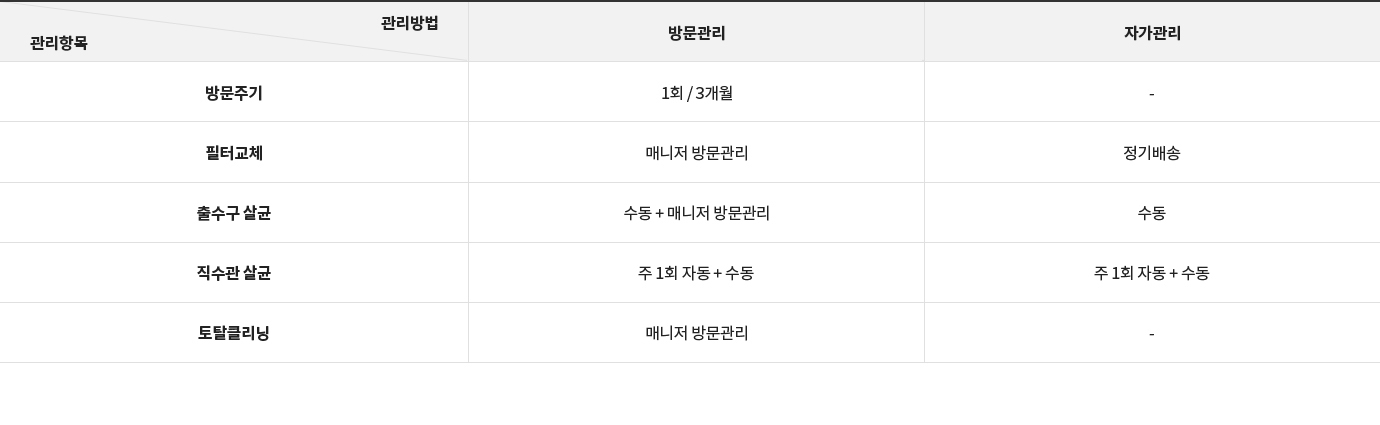 관리방법
관리항목
방문관리
자가관리
방문주기
1회 / 3개월
-
필터교체
매니저 방문관리
정기배송
출수구 살균
수동 + 매니저 방문관리
수동
직수관 살균
주 1회 자동 + 수동
주 1회 자동 + 수동
토탈클리닝
매니저 방문관리
-